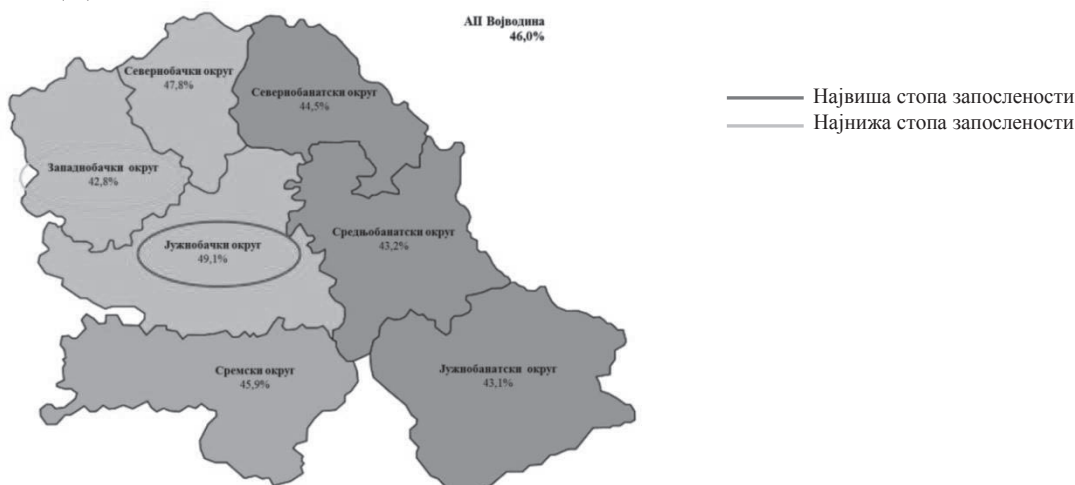 АП Војводина
46,0%
Севернобачки округ
47,8%
Севернобанатски округ
44,5%
Највиша стопа запослености
Најнижа стопа запослености
Западнобачки округ
42,8%
Средњобанатски округ
43,2%
Јужнобачки округ
49,1%
Сремски округ
45,9%
Јужнобанатски округ
43,1%